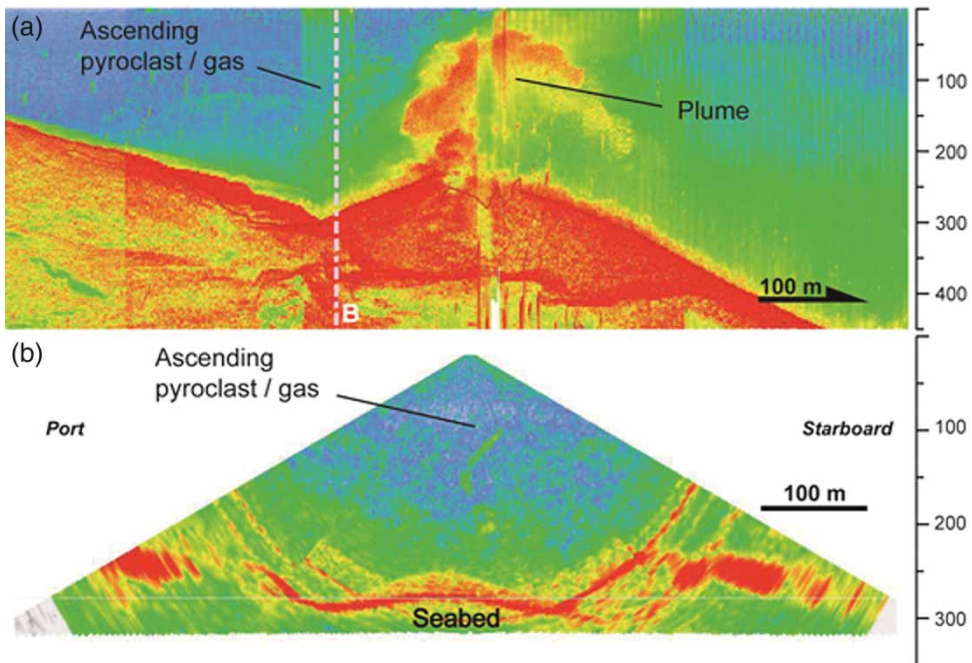 (a)
Ascending
pyroclast / gas
Plume
100
200
300
400
100 m
B
(b)
Ascending
pyroclast / gas
Port
Starboard
100
100 m
200
Seabed
300